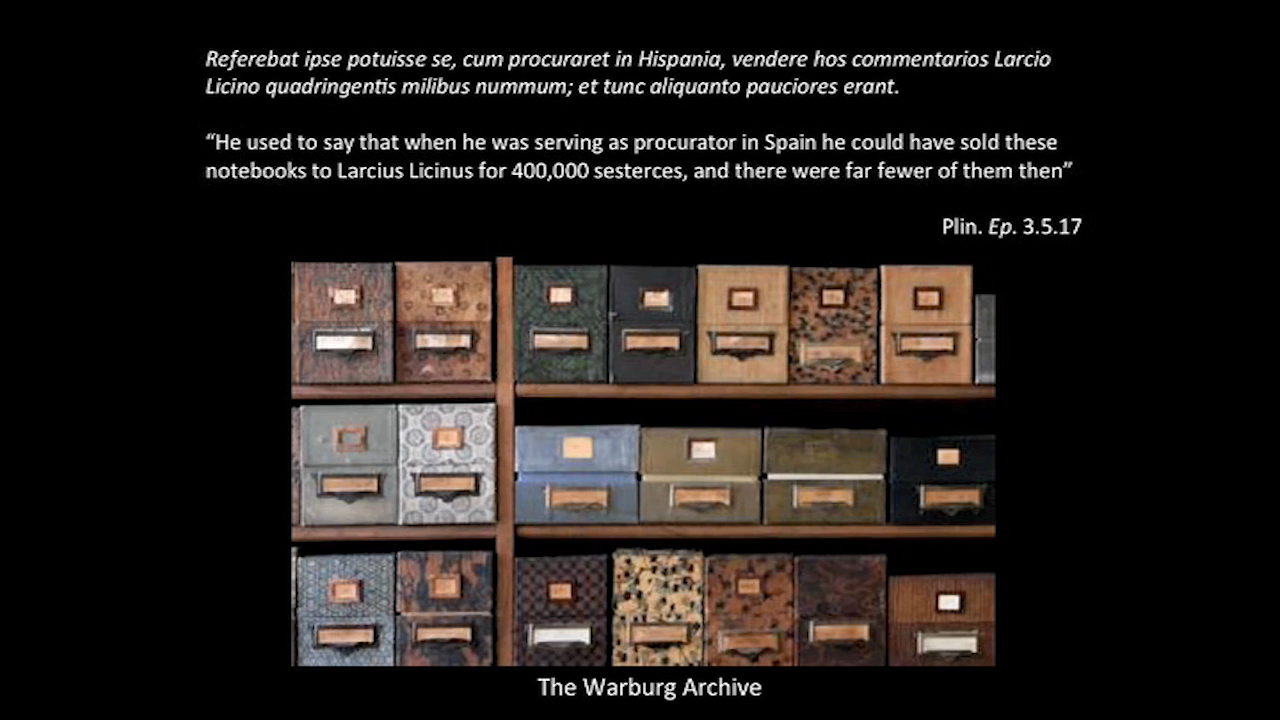 Referebat ipse potuisse se, cum procuraret in Hispania, vendere hos commentarios Larcio
Licino quadringentis milibus nummum; et tunc aliquanto pauciores erant.
“He used to say that when he was serving as procurator in Spain he could have sold these
notebooks to Larcius Licinus for 400,000 sesterces, and there were far fewer of them then”
Plin. Ep. 3.5.17
The Warburg Archive